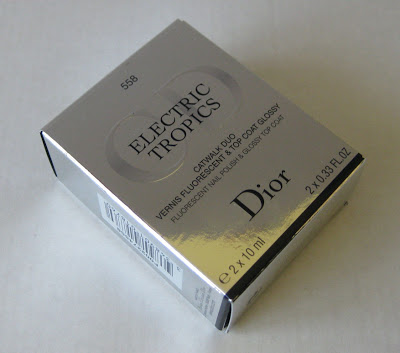 558
ELECTRIC
TROPICS
CATWALK DUO
VERNIS FLUORESCENT & TOP COAT GLOSSY
FLUORESCENT NAIL POLISH & GLOSSY TOP COAT
Dior
e 2 x 10 ml 2 x 0.33 FL.OZ